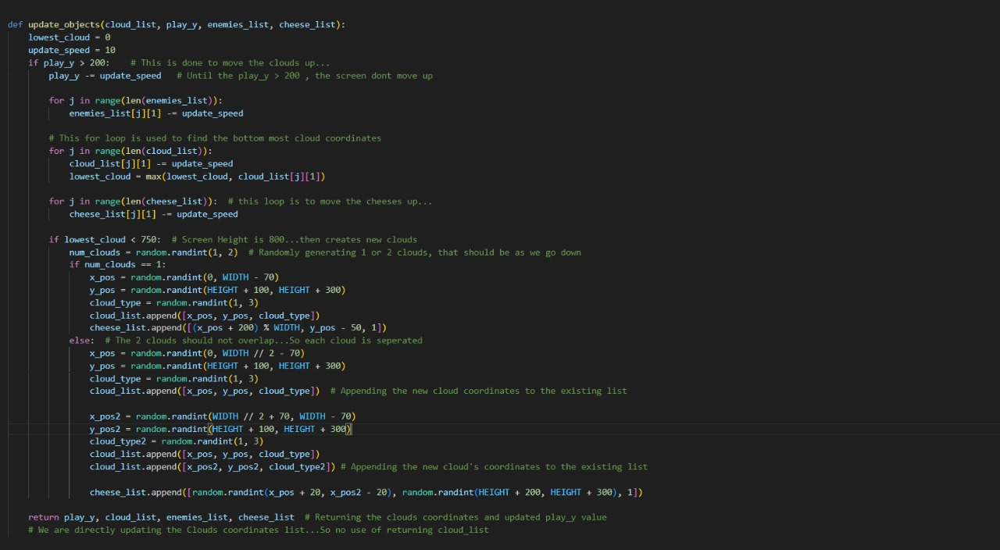 def update_objects(cloud_list, play_y, enemies_list, cheese_list):
    lowest_cloud = 0
    update_speed = 10
    if play_y > 200:    # This is done to move the clouds up...
        play_y -= update_speed   # Until the play_y > 200 , the screen dont move up

        for j in range(len(enemies_list)):
            enemies_list[j][1] -= update_speed

        # This for loop is used to find the bottom most cloud coordinates
        for j in range(len(cloud_list)):
            cloud_list[j][1] -= update_speed
            lowest_cloud = max(lowest_cloud, cloud_list[j][1])

        for j in range(len(cheese_list)):  # this loop is to move the cheeses up...
            cheese_list[j][1] -= update_speed

        if lowest_cloud < 750:  # Screen Height is 800...then creates new clouds
            num_clouds = random.randint(1, 2)  # Randomly generating 1 or 2 clouds, that should be as we go down
            if num_clouds == 1:
                x_pos = random.randint(0, WIDTH - 70)
                y_pos = random.randint(HEIGHT + 100, HEIGHT + 300)
                cloud_type = random.randint(1, 3)
                cloud_list.append([x_pos, y_pos, cloud_type])
                cheese_list.append([(x_pos + 200) % WIDTH, y_pos - 50, 1])
            else:  # The 2 clouds should not overlap...So each cloud is seperated
                x_pos = random.randint(0, WIDTH // 2 - 70)
                y_pos = random.randint(HEIGHT + 100, HEIGHT + 300)
                cloud_type = random.randint(1, 3)
                cloud_list.append([x_pos, y_pos, cloud_type])  # Appending the new cloud coordinates to the existing list

                x_pos2 = random.randint(WIDTH // 2 + 70, WIDTH - 70)
                y_pos2 = random.randint(HEIGHT + 100, HEIGHT + 300)
                cloud_type2 = random.randint(1, 3)
                cloud_list.append([x_pos, y_pos, cloud_type])
                cloud_list.append([x_pos2, y_pos2, cloud_type2]) # Appending the new cloud's coordinates to the existing list

                cheese_list.append([random.randint(x_pos + 20, x_pos2 - 20), random.randint(HEIGHT + 200, HEIGHT + 300), 1])

    return play_y, cloud_list, enemies_list, cheese_list  # Returning the clouds coordinates and updated play_y value
    # We are directly updating the Clouds coordinates list...So no use of returning cloud_list